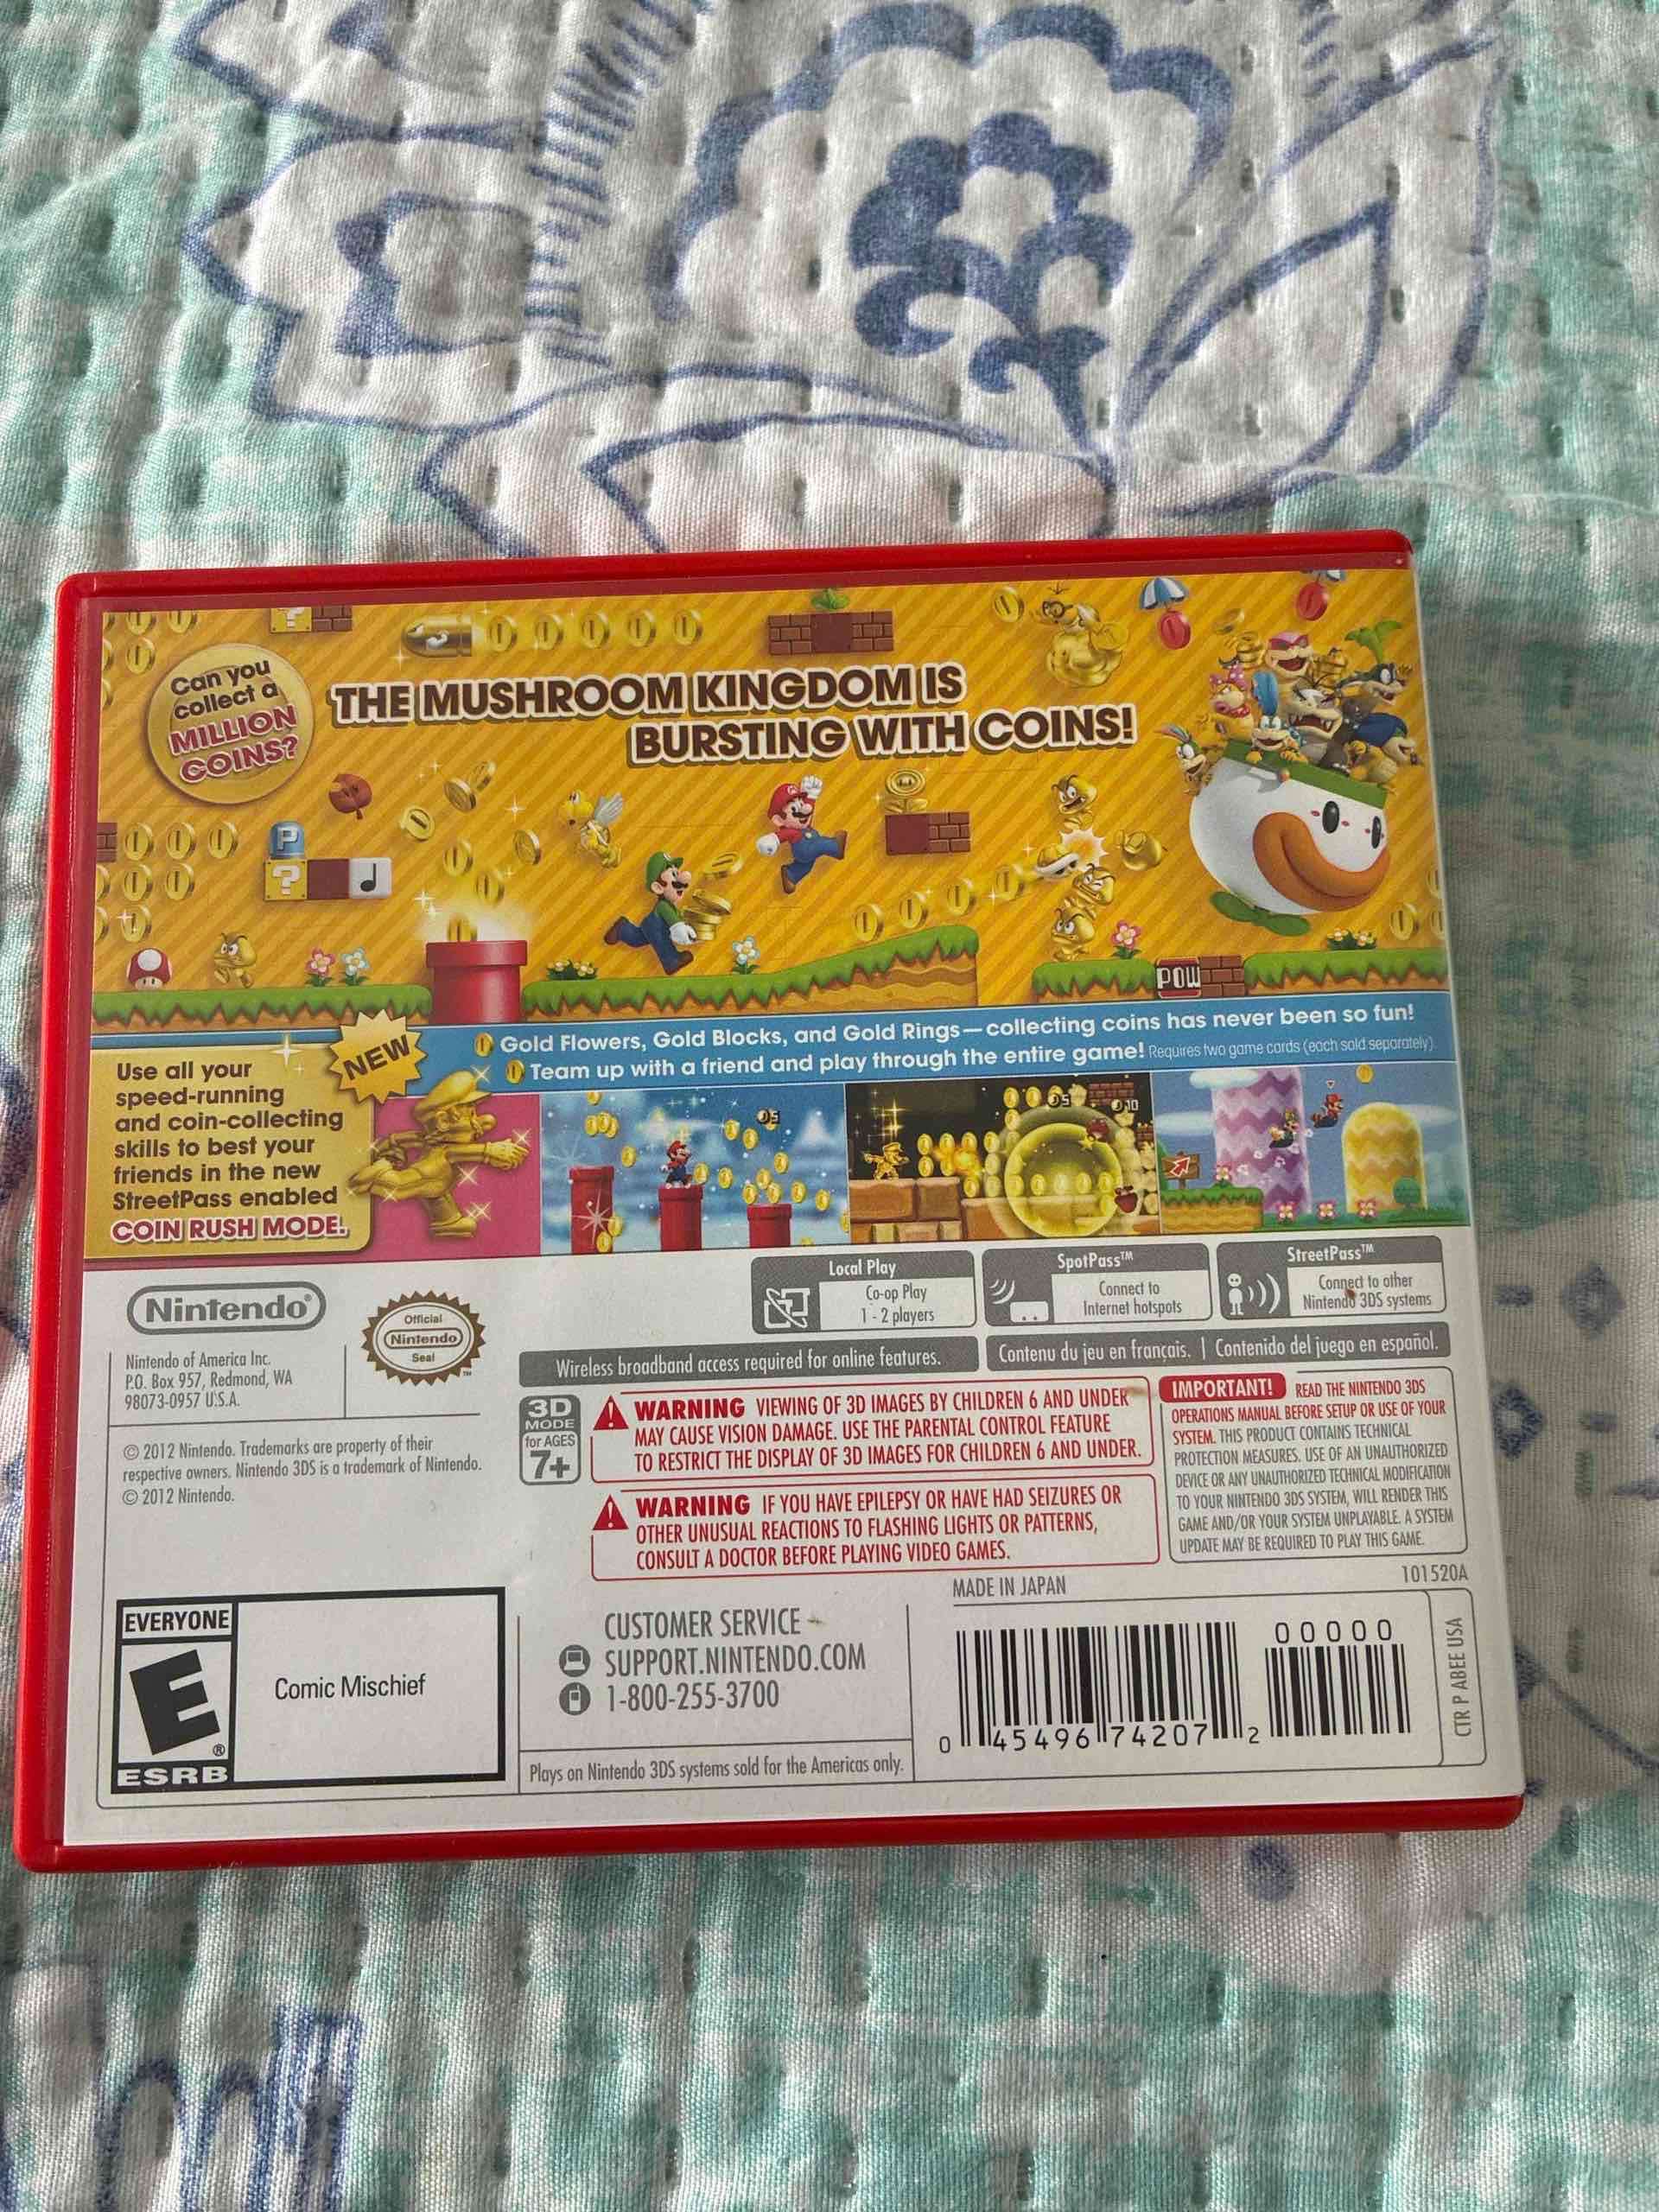 Can you
collect a
MILLION
COINS?
THE MUSHROOM KINGDOM IS
BURSTING WITH COINS!
P
?
?
POW
NEW
Use all your
speed-running
and coin-collecting
skills to best your
friends in the new
StreetPass enabled
COIN RUSH MODE!
Gold Flowers, Gold Blocks, and Gold Rings—collecting coins has never been so fun!
Team up with a friend and play through the entire game! Requires two game cards (each sold separately).
Nintendo®
Official
Nintendo
Seal
™
Nintendo of America Inc.
P.O. Box 957, Redmond, WA
98073-0957 U.S.A.
© 2012 Nintendo. Trademarks are property of their
respective owners. Nintendo 3DS is a trademark of Nintendo.
© 2012 Nintendo.
Local Play
Co-op Play
1 - 2 players
SpotPass™
Connect to
Internet hotspots
StreetPass™
Connect to other
Nintendo 3DS systems
Wireless broadband access required for online features.
Contenu du jeu en français. | Contenido del juego en español.
3D
MODE
for AGES
7+
WARNING VIEWING OF 3D IMAGES BY CHILDREN 6 AND UNDER
MAY CAUSE VISION DAMAGE. USE THE PARENTAL CONTROL FEATURE
TO RESTRICT THE DISPLAY OF 3D IMAGES FOR CHILDREN 6 AND UNDER.
WARNING IF YOU HAVE EPILEPSY OR HAVE HAD SEIZURES OR
OTHER UNUSUAL REACTIONS TO FLASHING LIGHTS OR PATTERNS,
CONSULT A DOCTOR BEFORE PLAYING VIDEO GAMES.
IMPORTANT! READ THE NINTENDO 3DS
OPERATIONS MANUAL BEFORE SETUP OR USE OF YOUR
SYSTEM. THIS PRODUCT CONTAINS TECHNICAL
PROTECTION MEASURES. USE OF AN UNAUTHORIZED
DEVICE OR ANY UNAUTHORIZED TECHNICAL MODIFICATION
TO YOUR NINTENDO 3DS SYSTEM, WILL RENDER THIS
GAME AND/OR YOUR SYSTEM UNPLAYABLE. A SYSTEM
UPDATE MAY BE REQUIRED TO PLAY THIS GAME.
101520A
MADE IN JAPAN
EVERYONE
E®
ESRB
Comic Mischief
CUSTOMER SERVICE
SUPPORT.NINTENDO.COM
1-800-255-3700
Plays on Nintendo 3DS systems sold for the Americas only.
00000
0 45496 74207 2
CTR P ABEE USA